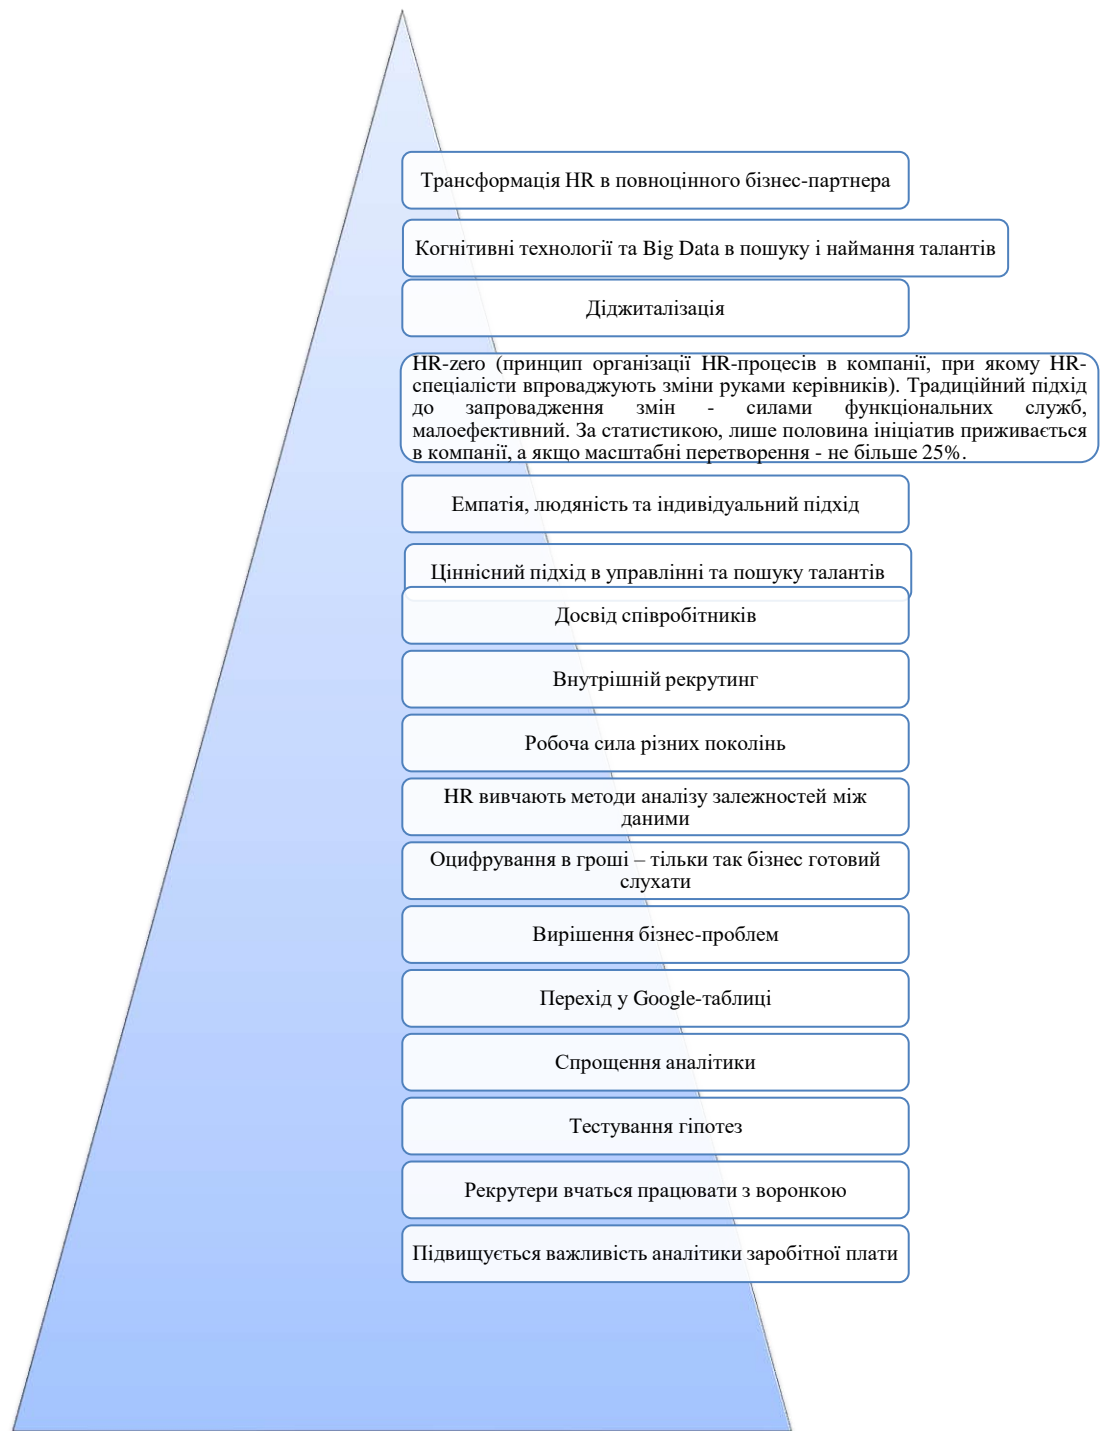 Трансформація HR в повноцінного бізнес-партнера
Когнітивні технології та Big Data в пошуку і наймання талантів
Діджиталізація
HR-zero (принцип організації HR-процесів в компанії, при якому HR-
спеціалісти впроваджують зміни руками керівників). Традиційний підхід
до запровадження змін - силами функціональних служб,
малоефективний. За статистикою, лише половина ініціатив приживається
в компанії, а якщо масштабні перетворення - не більше 25%.
Емпатія, людяність та індивідуальний підхід
Ціннісний підхід в управлінні та пошуку талантів
Досвід співробітників
Внутрішній рекрутинг
Робоча сила різних поколінь
HR вивчають методи аналізу залежностей між
даними
Оцифрування в гроші – тільки так бізнес готовий
слухати
Вирішення бізнес-проблем
Перехід у Google-таблиці
Спрощення аналітики
Тестування гіпотез
Рекрутери вчаться працювати з воронкою
Підвищується важливість аналітики заробітної плати